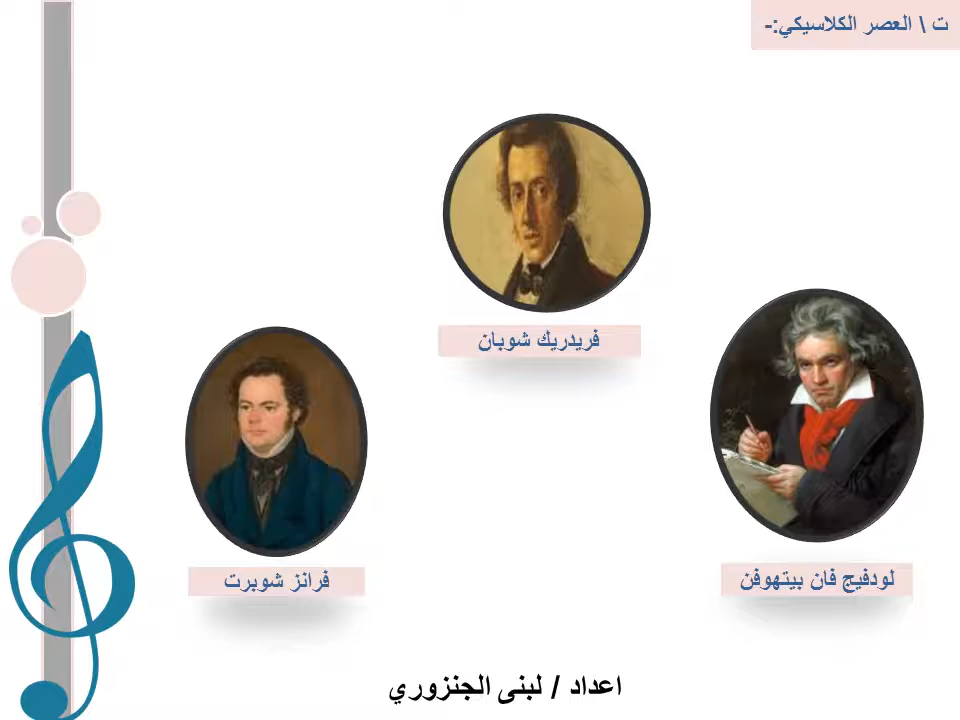 ت \ العصر الكلاسيكي:-
فريدريك شوبان
فرانز شوبرت
لودفيج فان بيتهوفن
اعداد / لبنى الجنزوري